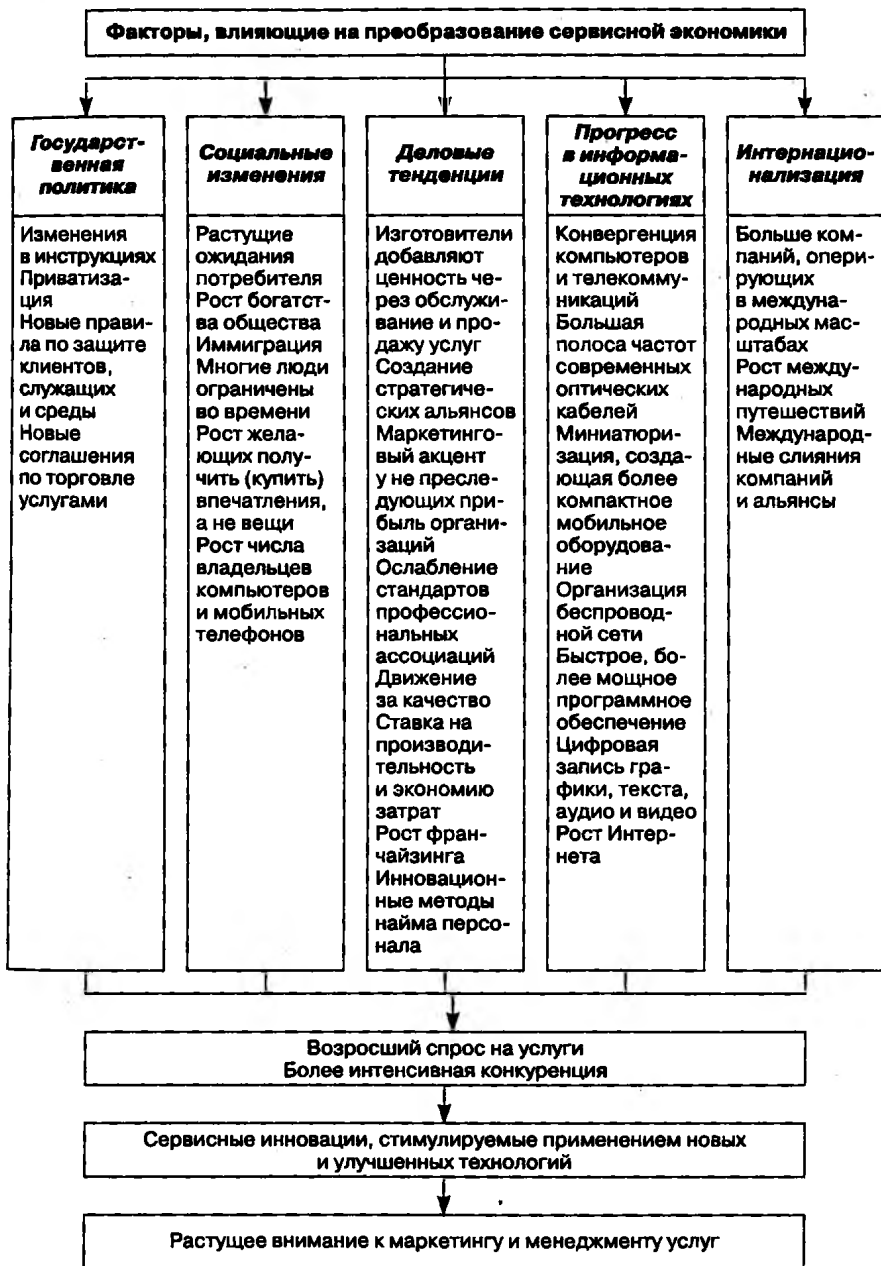 Факторы, влияющие на преобразование сервисной экономики
Государст-
венная
политика
Изменения
в инструкциях
Приватиза-
ция
Новые прави-
ла по защите
клиентов,
служащих
и среды
Новые
соглашения
по торговле
услугами
Социальные
изменения
Растущие
ожидания
потребителя
Рост богатст-
ва общества
Иммиграция
Многие люди
ограничены
во времени
Рост жела-
ющих полу-
чить (купить)
впечатления,
а не вещи
Рост числа
владельцев
компьютеров
и мобильных
телефонов
Деловые
тенденции
Изготовители
добавляют
ценность че-
рез обслужи-
вание и про-
дажу услуг
Создание
стратегиче-
ских альянсов
Маркетинго-
вый акцент
у не пресле-
дующих при-
быль органи-
заций
Ослабление
стандартов
профессио-
нальных
ассоциаций
Движение
за качество
Ставка на
производи-
тельность
и экономию
затрат
Рост фран-
чайзинга
Инновацион-
ные методы
найма персо-
нала
Прогресс
в информа-
ционных
технологиях
Конвергенция
компьютеров
и телекомму-
никаций
Большая
полоса частот
современных
оптических
кабелей
Миниатюри-
зация, созда-
ющая более
компактное
мобильное
оборудова-
ние
Организация
беспровод-
ной сети
Быстрое, бо-
лее мощное
программное
обеспечение
Цифровая
запись гра-
фики, текста,
аудио и видео
Рост Интер-
нета
Интернацио-
нализация
Больше ком-
паний, опери-
рующих
в междуна-
родных мас-
штабах
Рост между-
народных
путешествий
Международ-
ные слияния
компаний
и альянсы
Возросший спрос на услуги
Более интенсивная конкуренция
Сервисные инновации, стимулируемые применением новых
и улучшенных технологий
Растущее внимание к маркетингу и менеджменту услуг